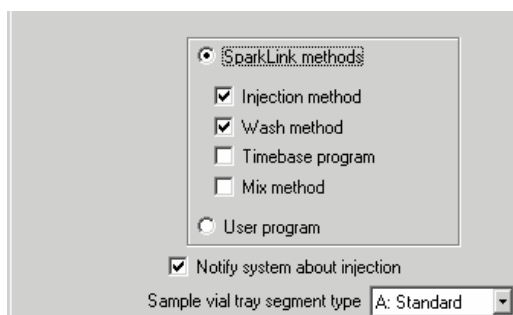 SparkLink methods
Injection method
Wash method
Timebase program
Mix method
User program
Notify system about injection
Sample vial tray segment type A: Standard